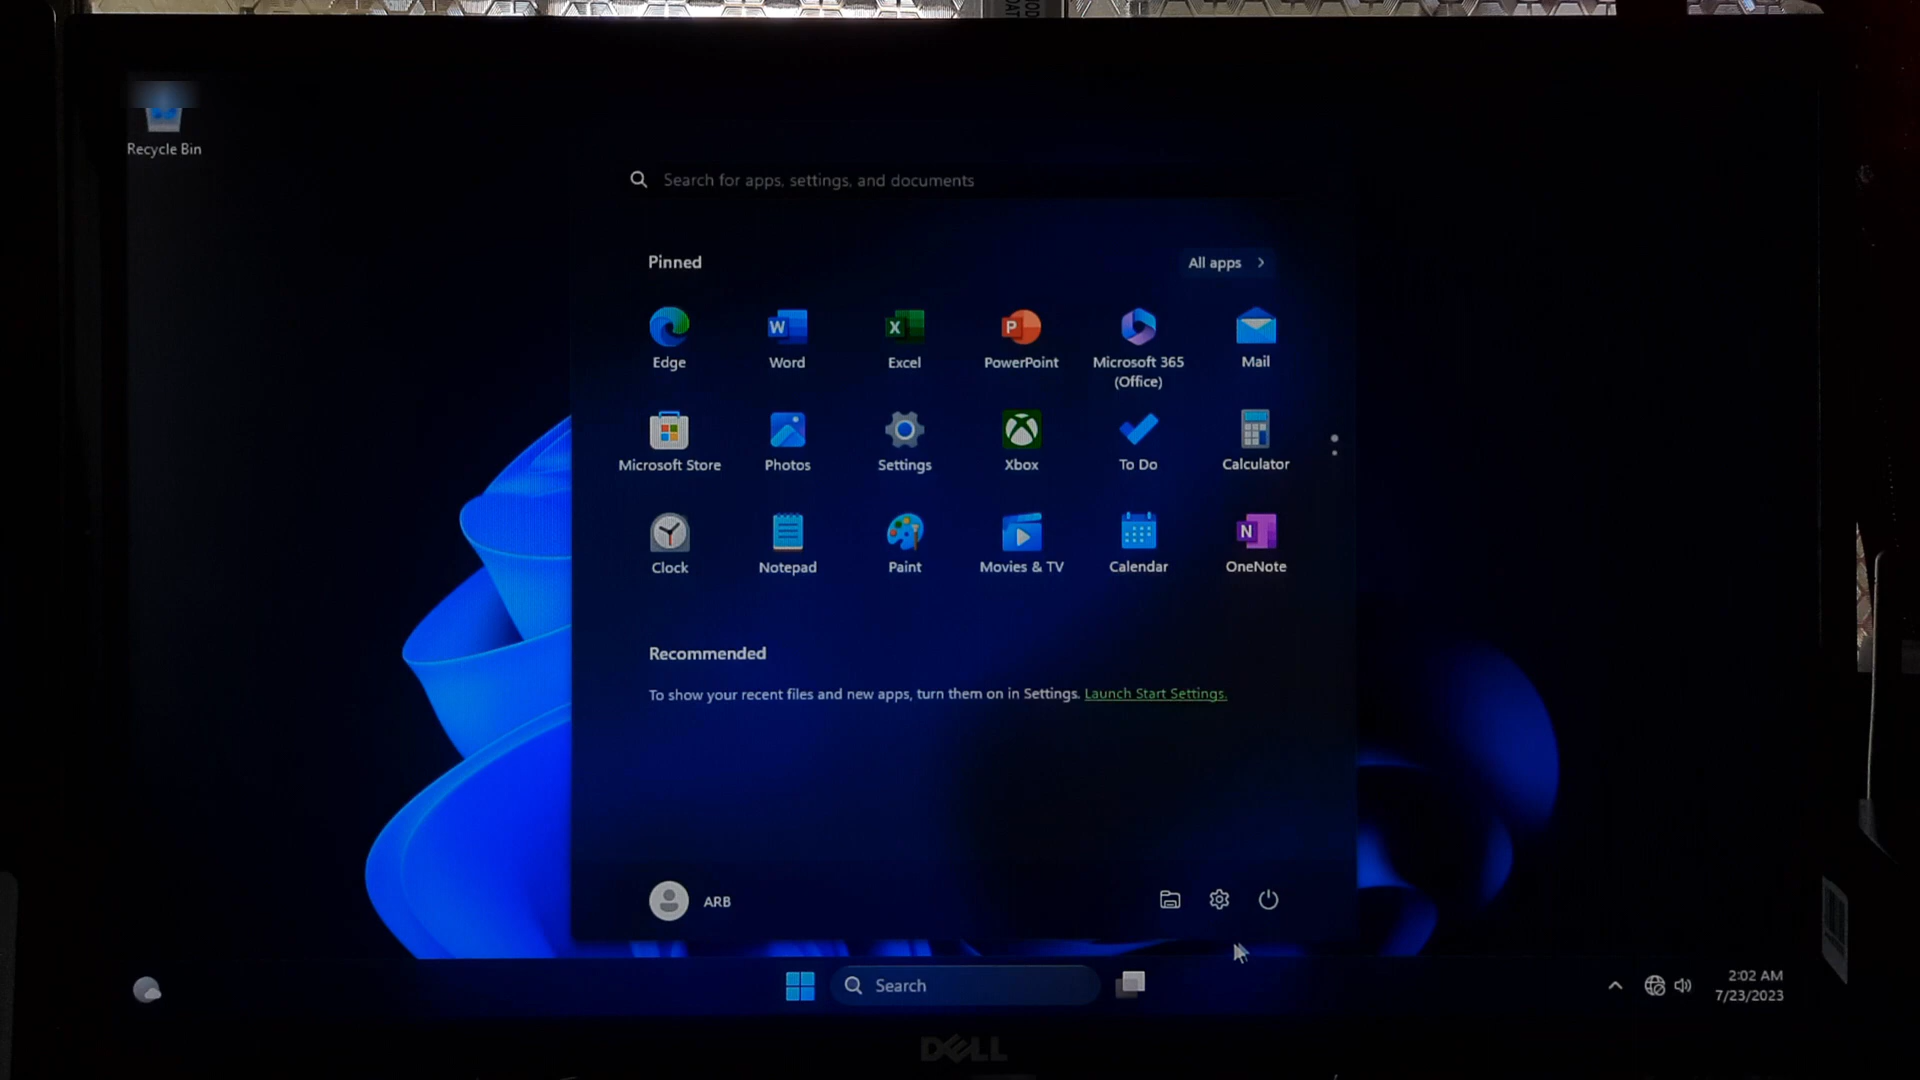 Recycle Bin
Search for apps, settings, and documents
Pinned
All apps
Edge
Word
Excel
PowerPoint
Microsoft 365
(Office)
Mail
Microsoft Store
Photos
Settings
Xbox
To Do
Calculator
Clock
Notepad
Paint
Movies & TV
Calendar
OneNote
Recommended
To show your recent files and new apps, turn them on in Settings. Launch Start Settings.
ARB
Search
2:02 AM
7/23/2023
DELL